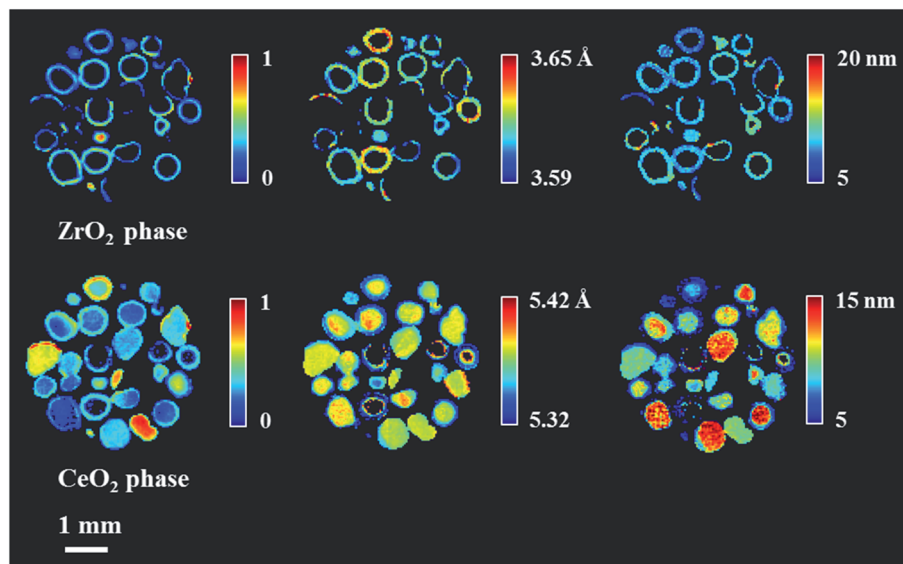 1
0
3.65 Å
3.59
20 nm
5
ZrO₂ phase
1
0
5.42 Å
5.32
15 nm
5
CeO₂ phase
1 mm